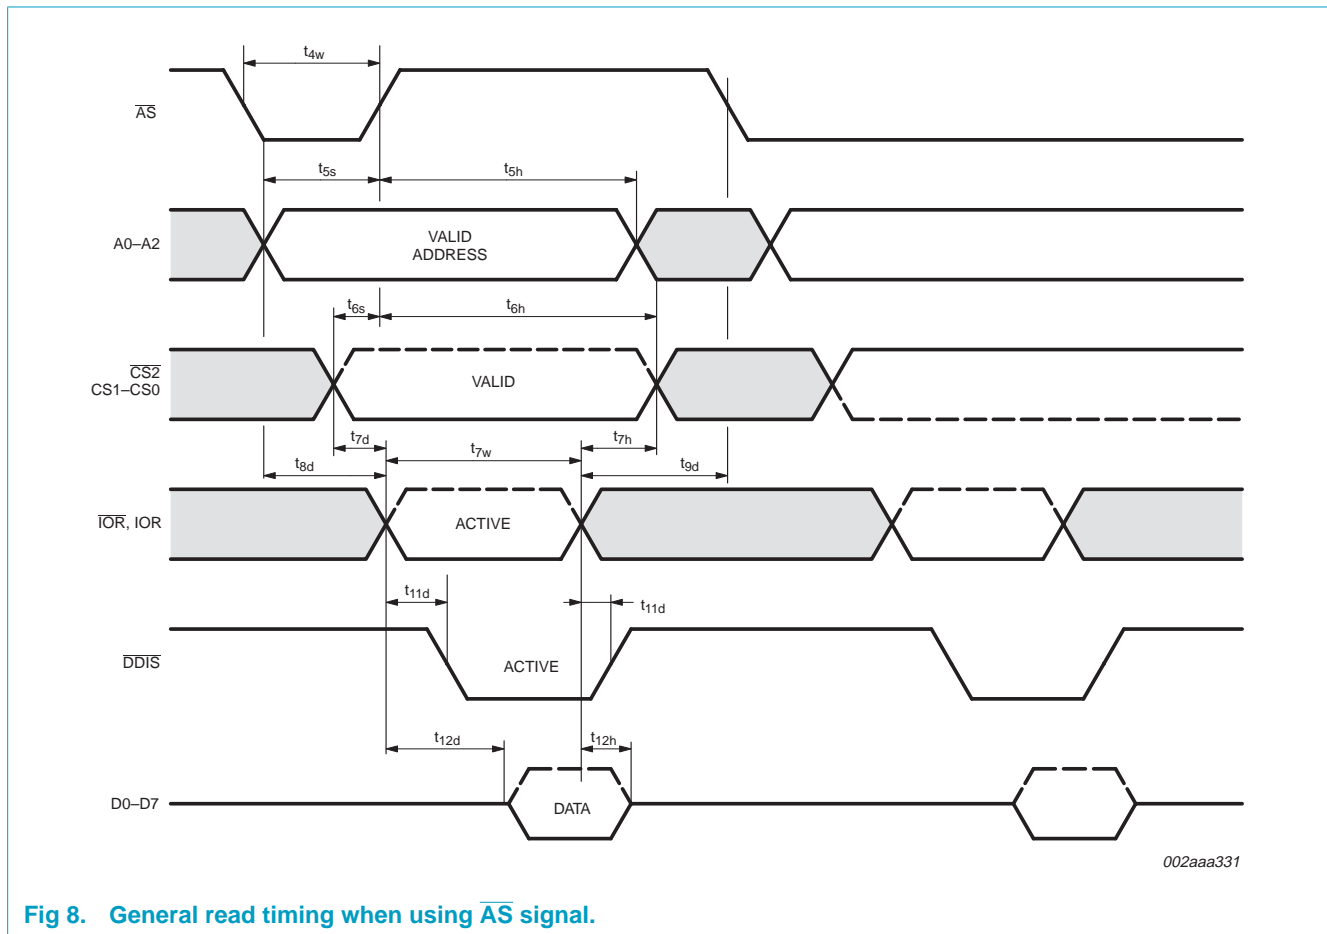 t4w
AS
t5s
t5h
A0–A2
VALID
ADDRESS
t6s
t6h
CS2
CS1–CS0
VALID
t7d
t7w
t7h
t8d
t9d
IOR, IOR
ACTIVE
t11d
t11d
DDIS
ACTIVE
t12d
t12h
D0–D7
DATA
002aaa331
Fig 8. General read timing when using AS signal.